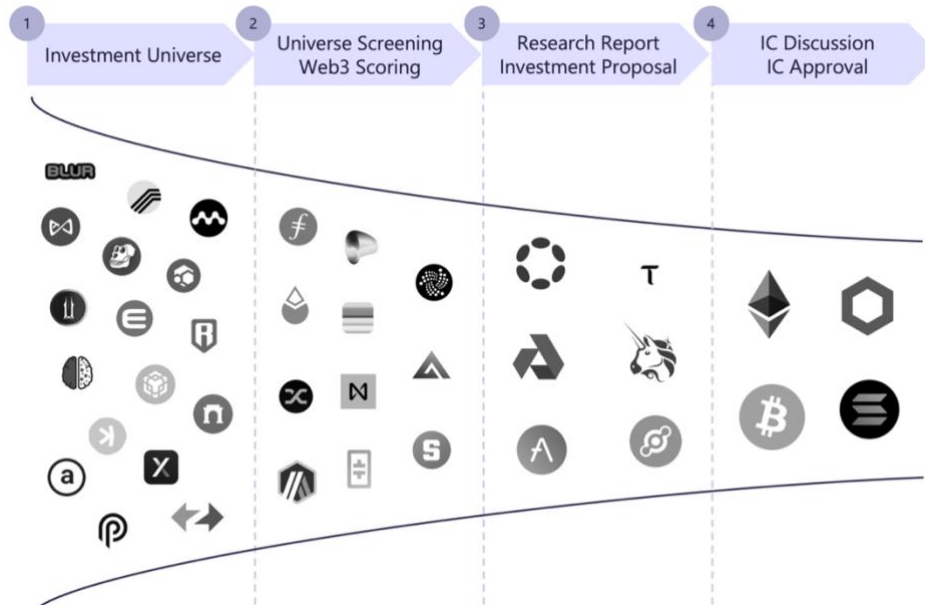 1
Investment Universe
2
Universe Screening
Web3 Scoring
3
Research Report
Investment Proposal
4
IC Discussion
IC Approval
BLUR